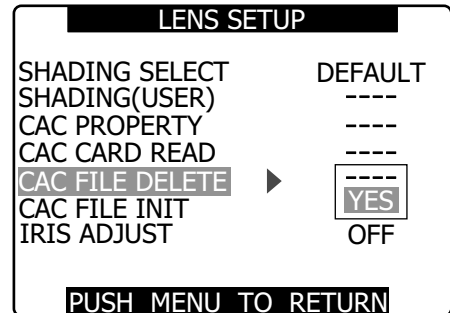 LENS SETUP
SHADING SELECT DEFAULT
SHADING(USER) ----
CAC PROPERTY ----
CAC CARD READ ----
CAC FILE DELETE ▶ ----
CAC FILE INIT YES
IRIS ADJUST OFF
PUSH MENU TO RETURN